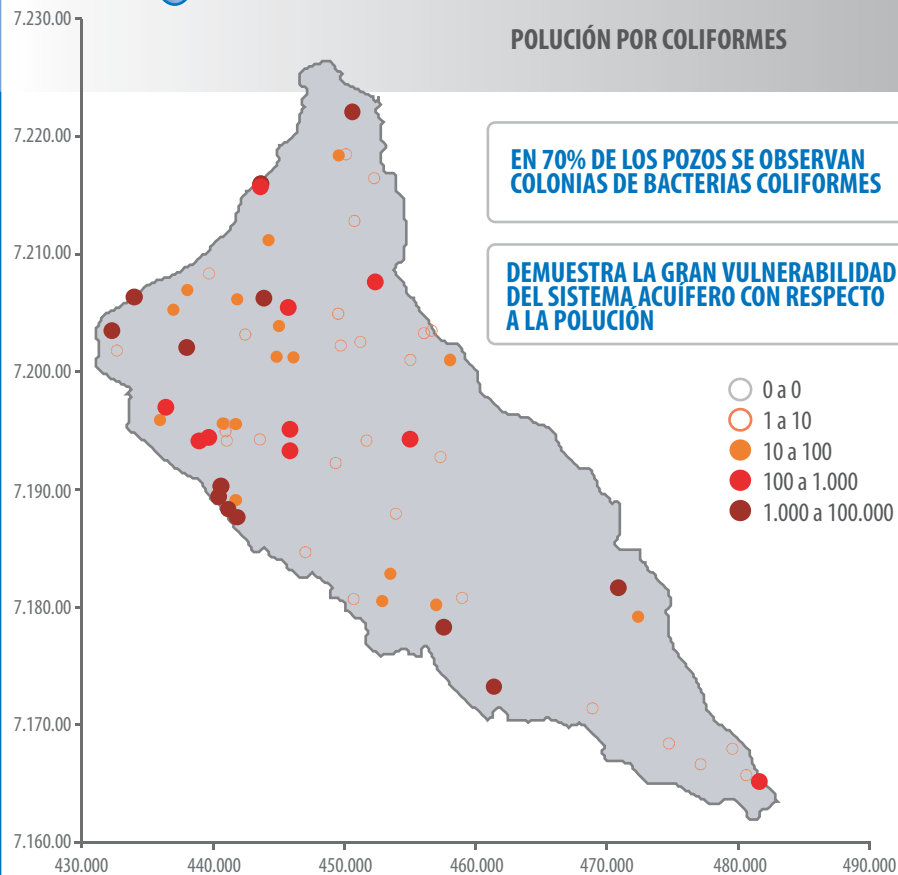 POLUCIÓN POR COLIFORMES
EN 70% DE LOS POZOS SE OBSERVAN
COLONIAS DE BACTERIAS COLIFORMES
DEMUESTRA LA GRAN VULNERABILIDAD
DEL SISTEMA ACUÍFERO CON RESPECTO
A LA POLUCIÓN
0 a 0
1 a 10
10 a 100
100 a 1.000
1.000 a 100.000
7.230.00
7.220.00
7.210.00
7.200.00
7.190.00
7.180.00
7.170.00
7.160.00
430.000 440.000 450.000 460.000 470.000 480.000 490.000